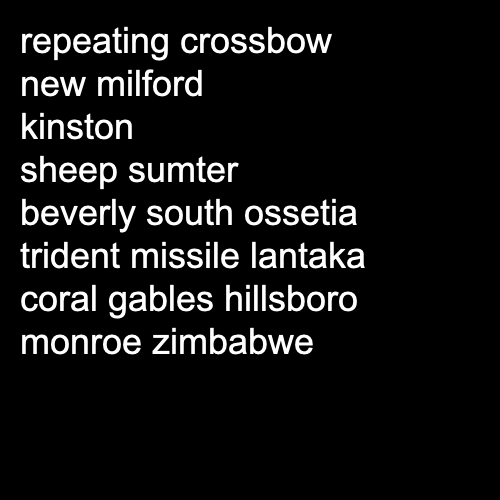 repeating crossbow
new milford
kinston
sheep sumter
beverly south ossetia
trident missile lantaka
coral gables hillsboro
monroe zimbabwe